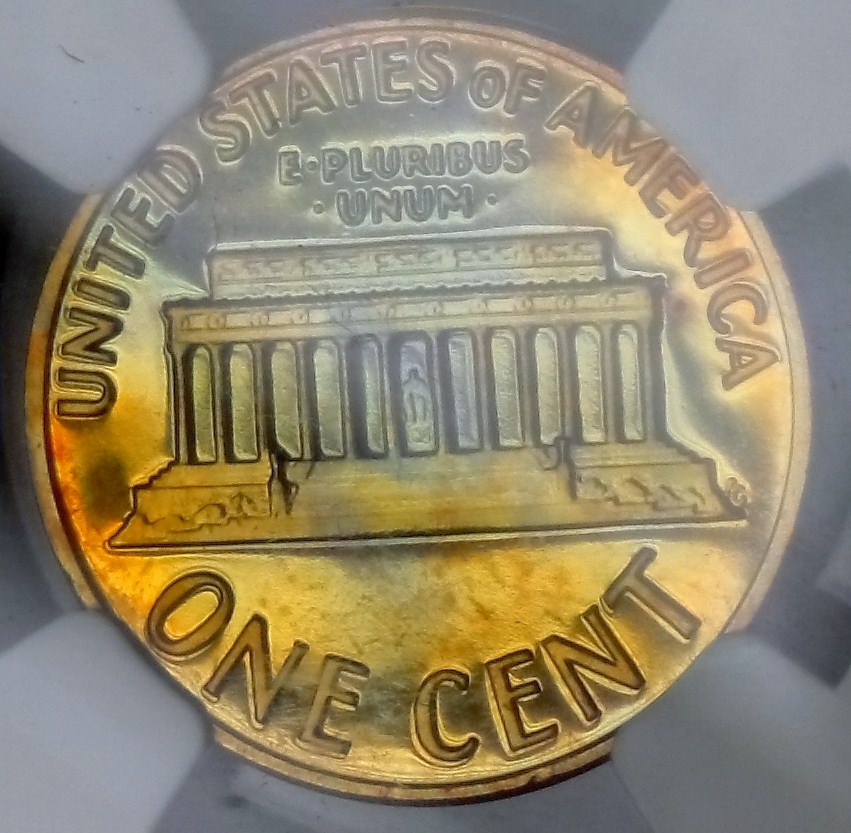 UNITED STATES OF AMERICA
E·PLURIBUS
·UNUM·
ONE CENT